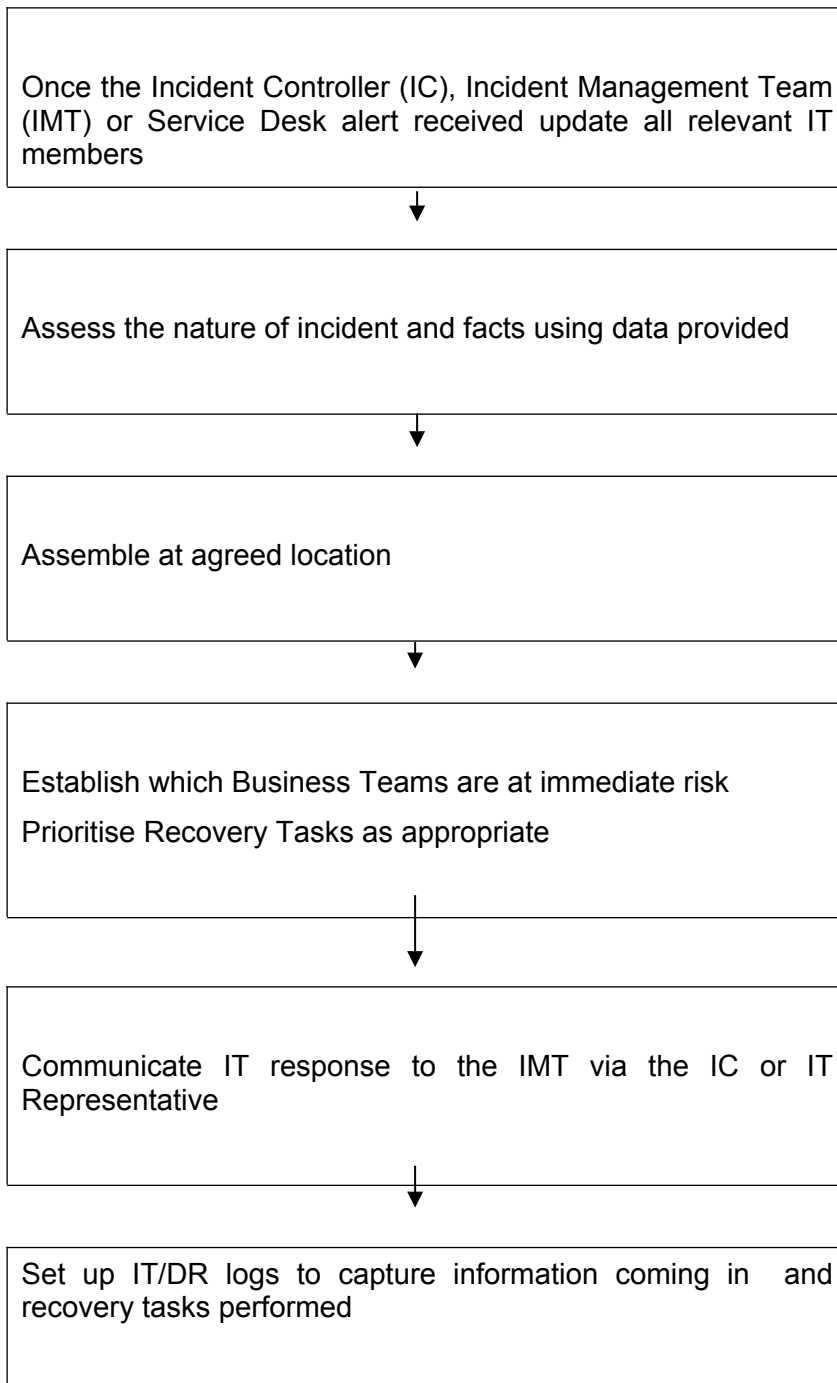 Once the Incident Controller (IC), Incident Management Team
(IMT) or Service Desk alert received update all relevant IT
members
Assess the nature of incident and facts using data provided
Assemble at agreed location
Establish which Business Teams are at immediate risk
Prioritise Recovery Tasks as appropriate
Communicate IT response to the IMT via the IC or IT
Representative
Set up IT/DR logs to capture information coming in and
recovery tasks performed